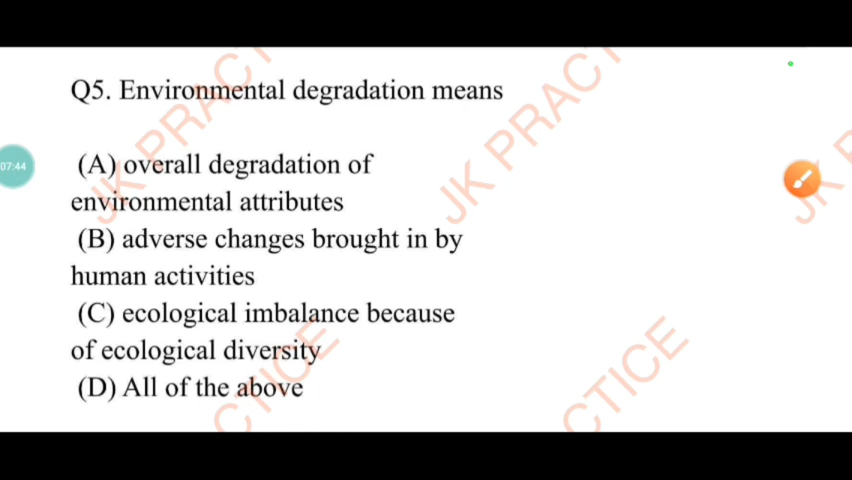 Q5. Environmental degradation means
07:44
(A) overall degradation of
environmental attributes
(B) adverse changes brought in by
human activities
(C) ecological imbalance because
of ecological diversity
(D) All of the above
JK PRACT
JK PRACT
JK P
CTICE
CTICE